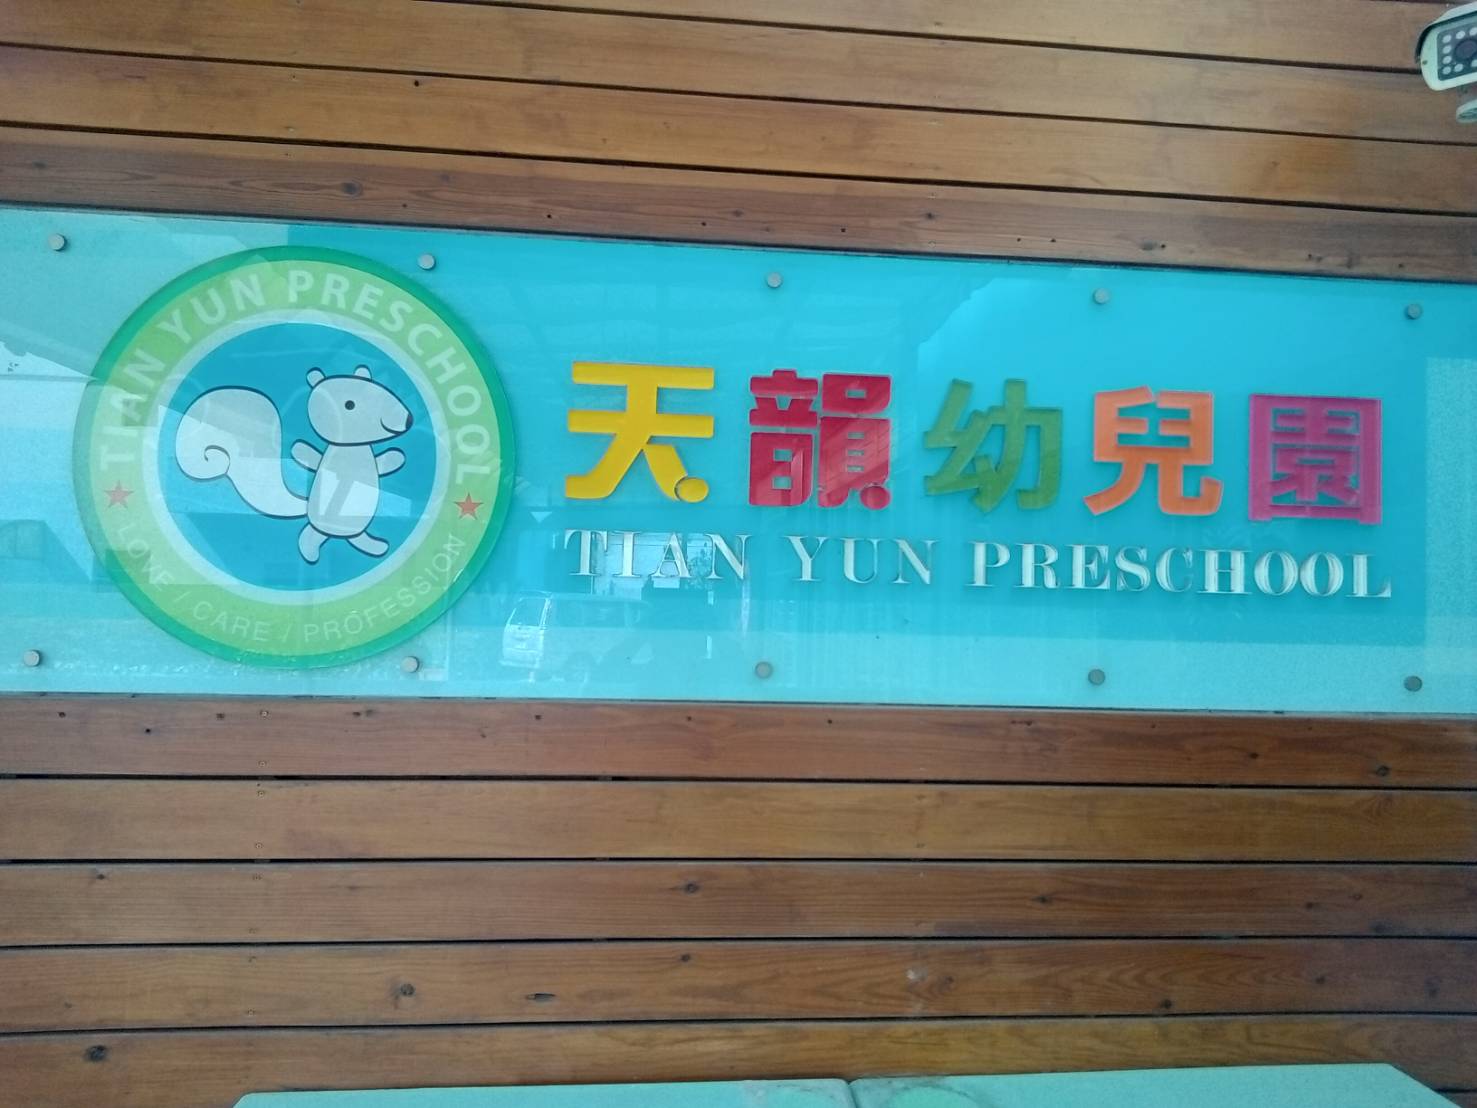 TIAN YUN PRESCHOOL
LOVE / CARE / PROFESSION
天韻幼兒園
TIAN YUN PRESCHOOL